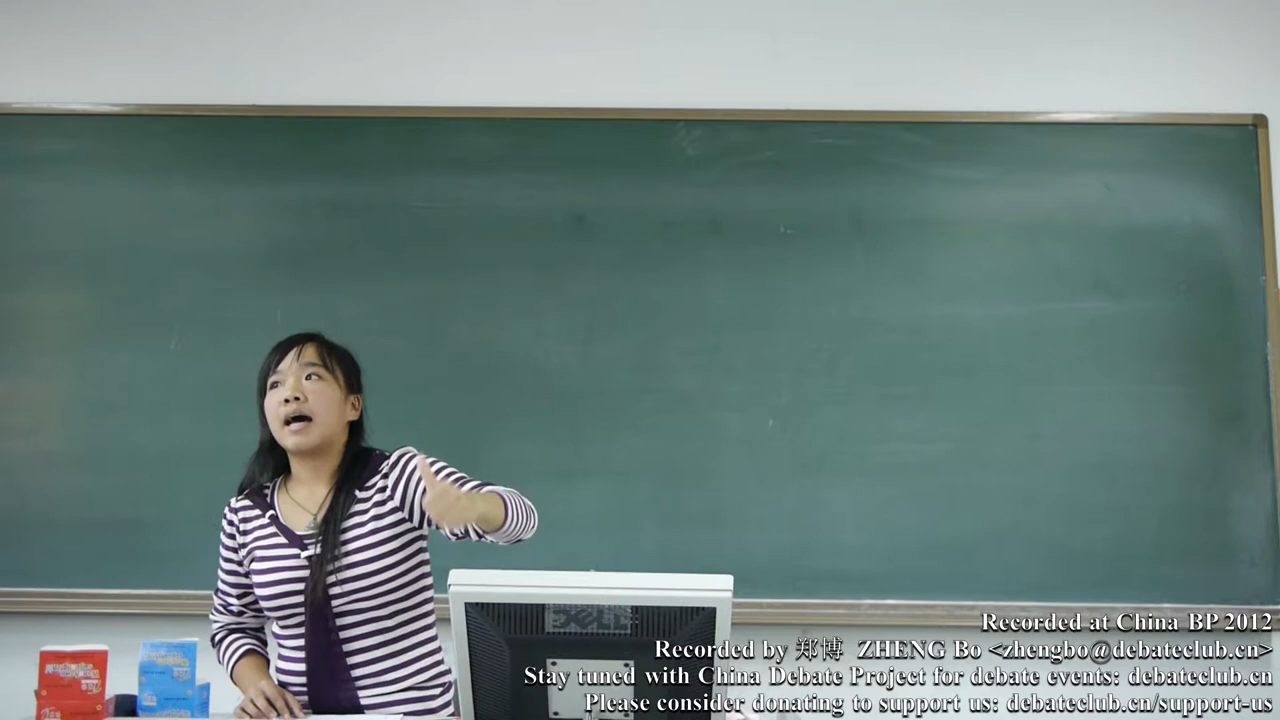 Recorded at China BP 2012
Recorded by 郑博 ZHENG Bo <zhengbo@debateclub.cn>
Stay tuned with China Debate Project for debate events: debateclub.cn
Please consider donating to support us: debateclub.cn/support-us